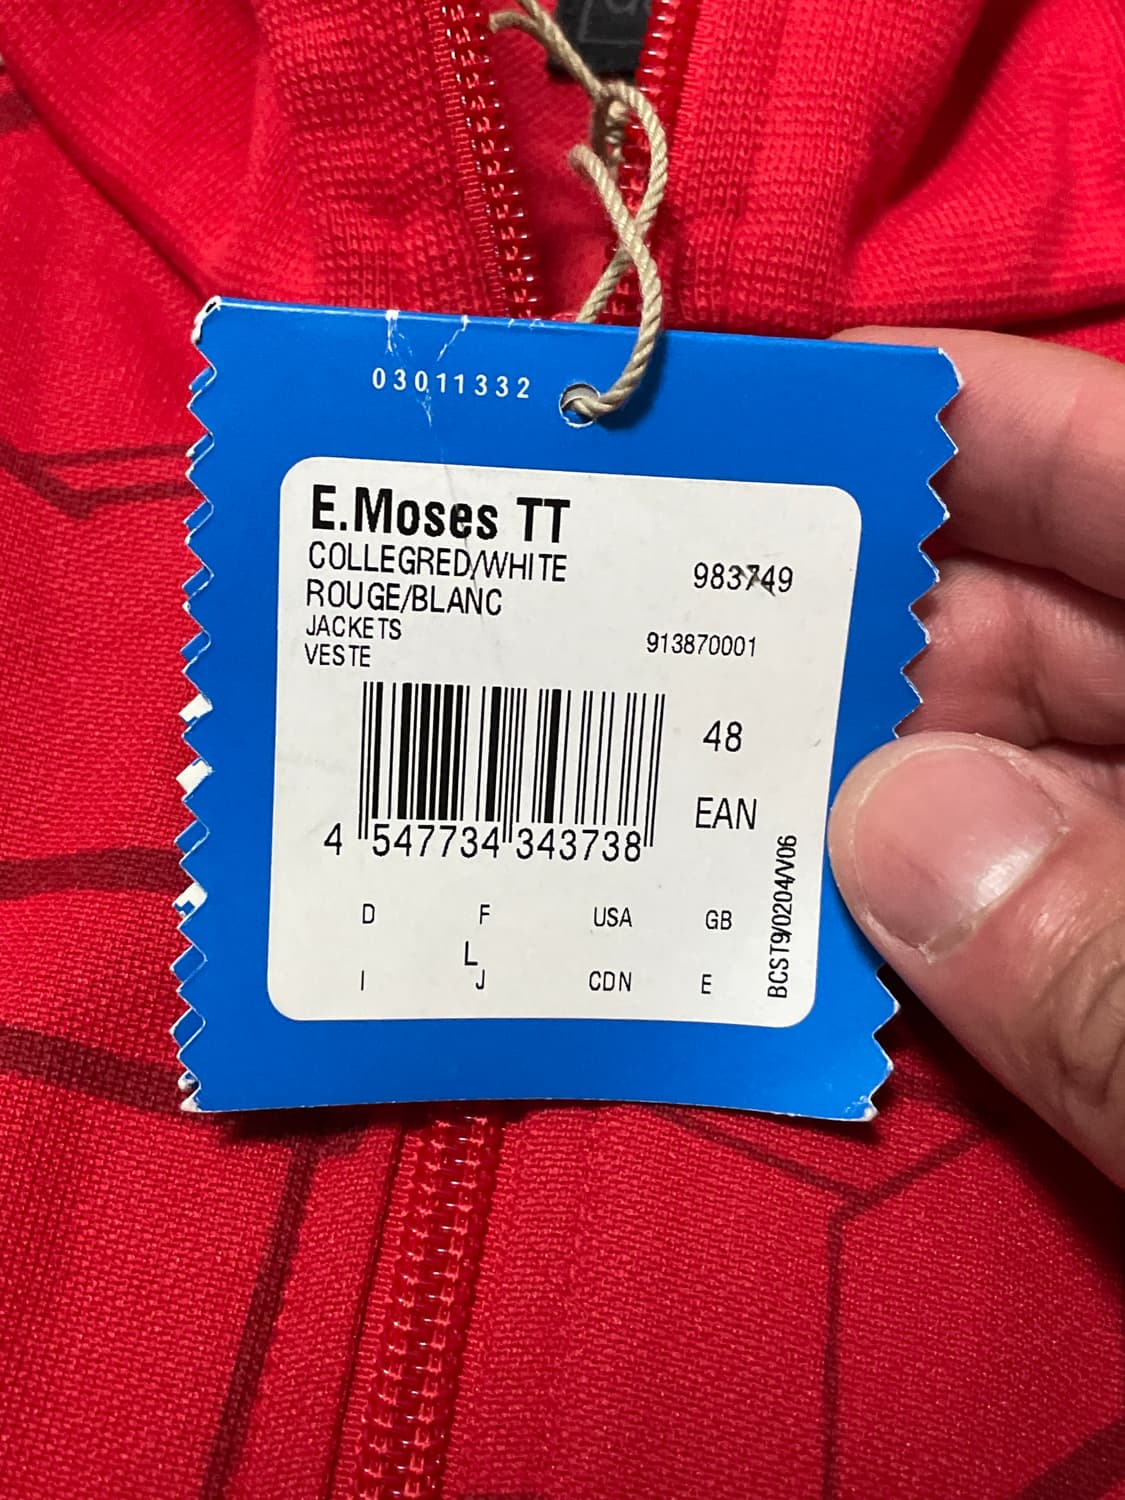 03011332
E.Moses TT
COLLEGRED/WHITE
983749
ROUGE/BLANC
JACKETS
913870001
VESTE
48
EAN
4 547734 343738
BCST9/0204/V06
D F USA GB
L
I J CDN E